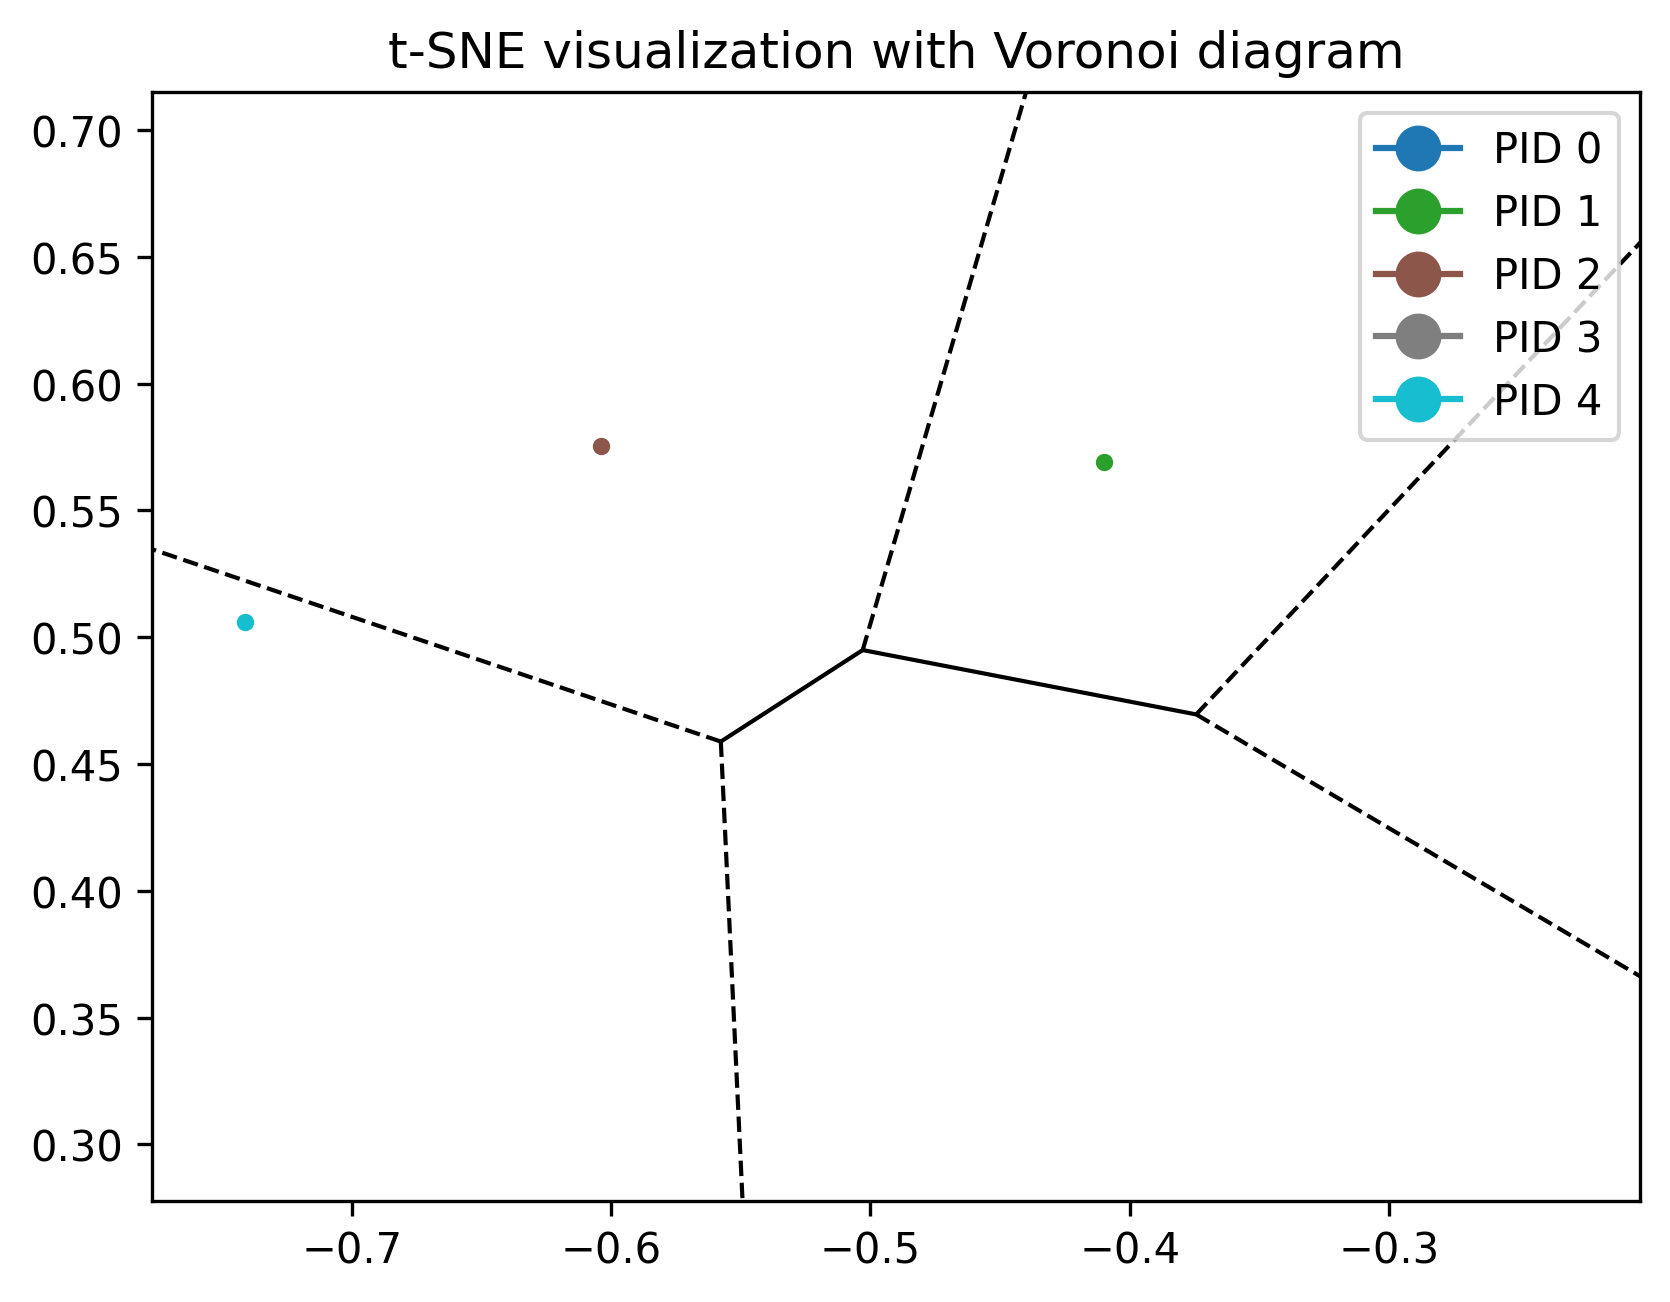 t-SNE visualization with Voronoi diagram
PID 0
PID 1
PID 2
PID 3
PID 4
0.70
0.65
0.60
0.55
0.50
0.45
0.40
0.35
0.30
−0.7
−0.6
−0.5
−0.4
−0.3